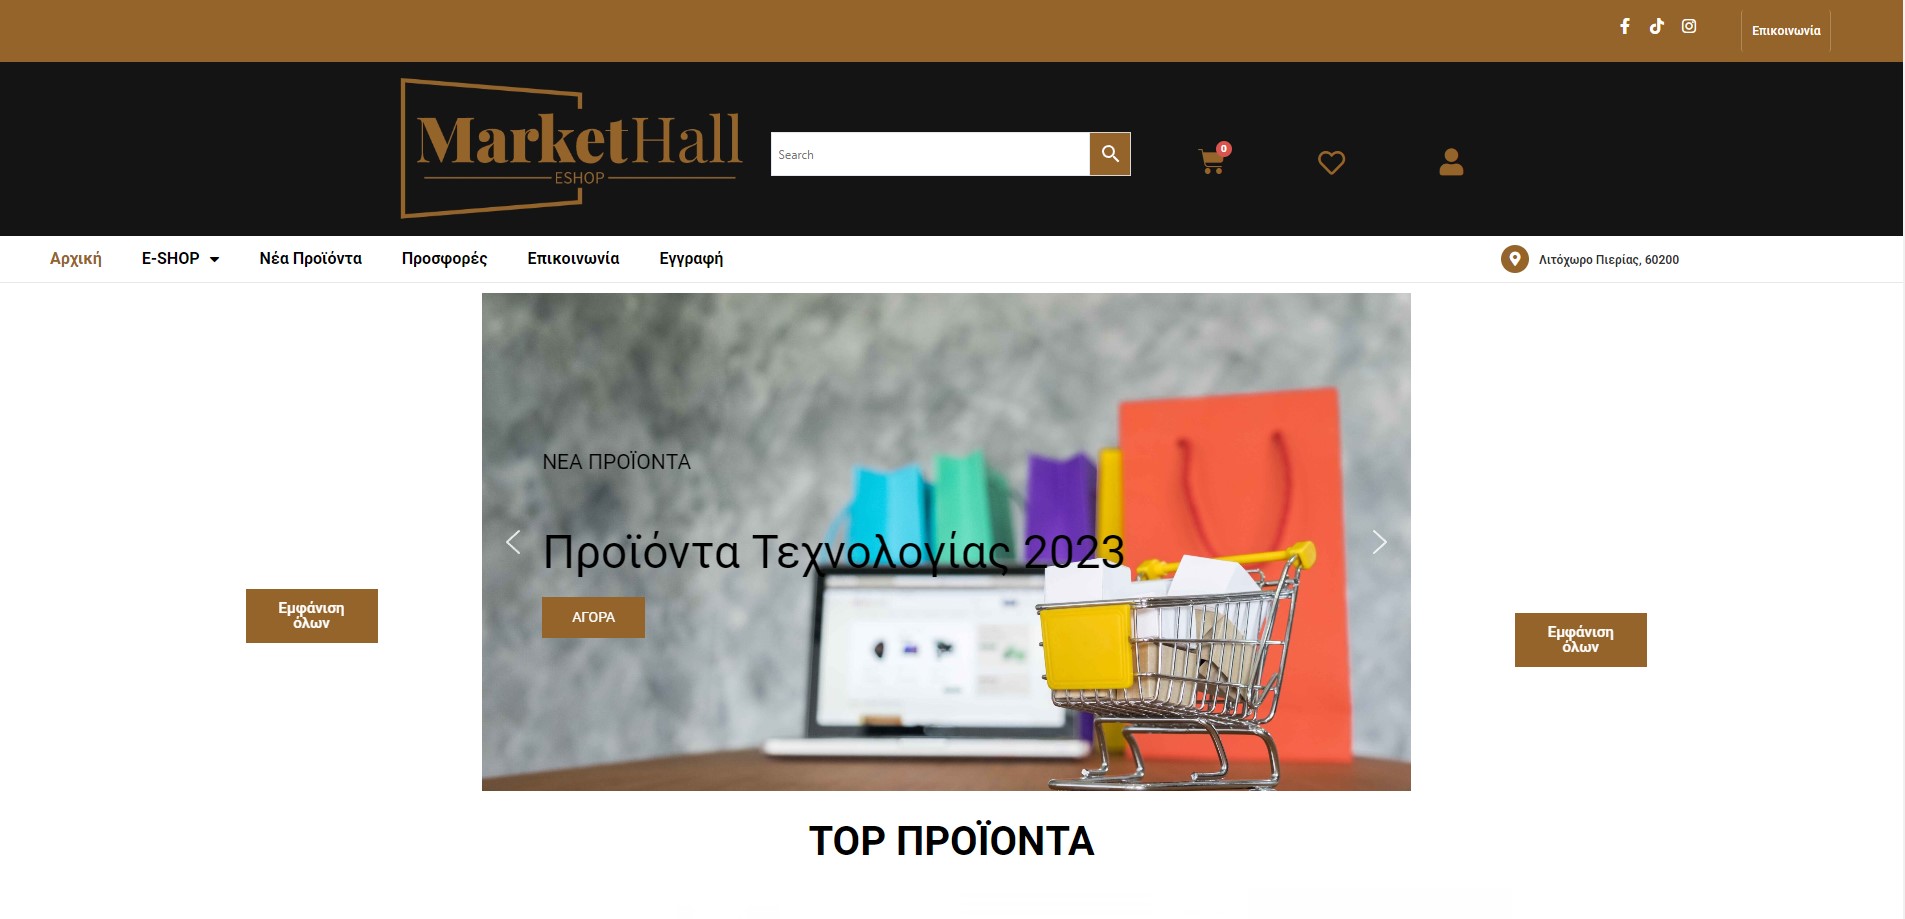 Επικοινωνία
MarketHall
ESHOP
Search
0
Αρχική E-SHOP Νέα Προϊόντα Προσφορές Επικοινωνία Εγγραφή
Λιτόχωρο Πιερίας, 60200
ΝΕΑ ΠΡΟΪΟΝΤΑ
Προϊόντα Τεχνολογίας 2023
ΑΓΟΡΑ
Εμφάνιση
όλων
Εμφάνιση
όλων
TOP ΠΡΟΪΟΝΤΑ